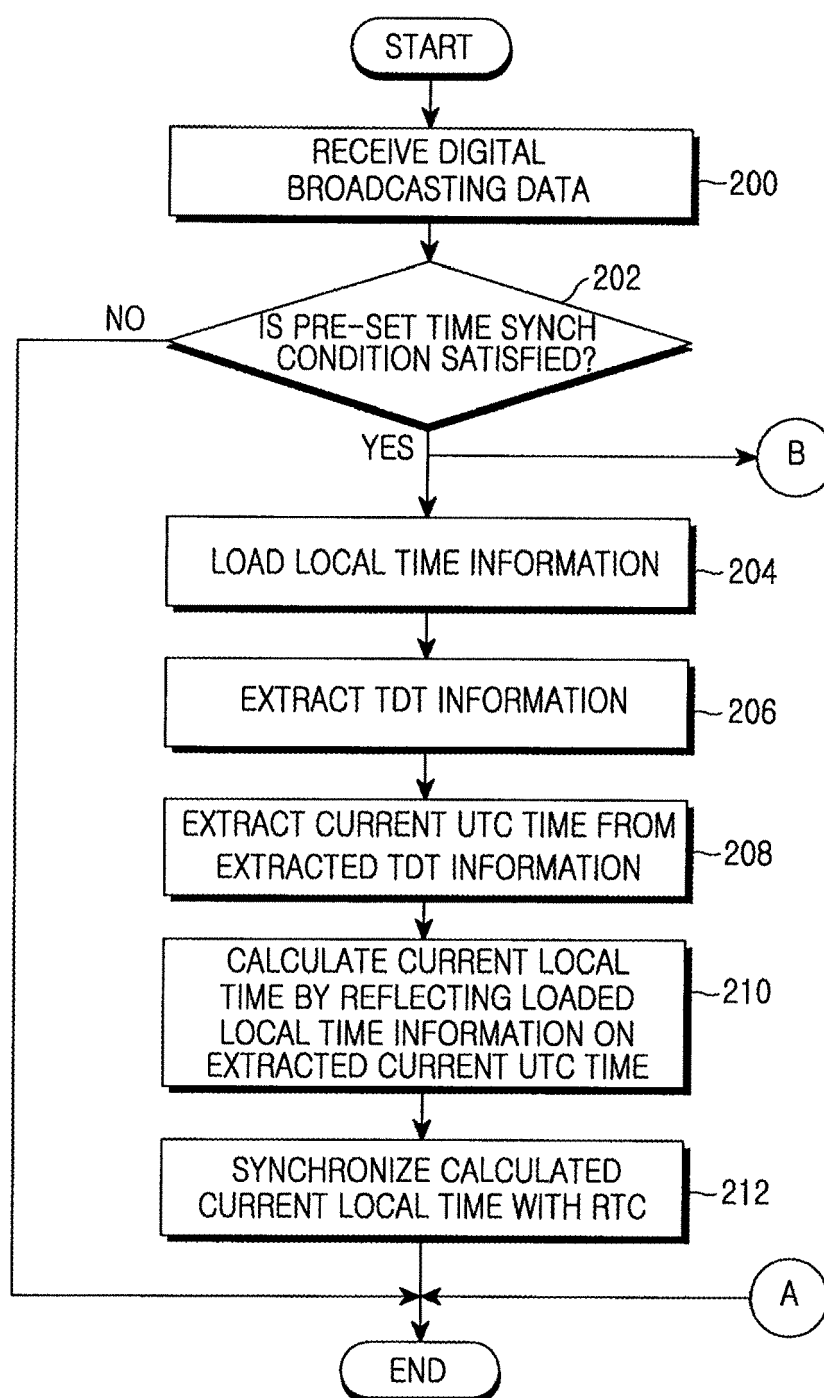 START
RECEIVE DIGITAL
BROADCASTING DATA
200
202
NO
IS PRE-SET TIME SYNCH
CONDITION SATISFIED?
YES
B
LOAD LOCAL TIME INFORMATION
204
EXTRACT TDT INFORMATION
206
EXTRACT CURRENT UTC TIME FROM
EXTRACTED TDT INFORMATION
208
CALCULATE CURRENT LOCAL
TIME BY REFLECTING LOADED
LOCAL TIME INFORMATION ON
EXTRACTED CURRENT UTC TIME
210
SYNCHRONIZE CALCULATED
CURRENT LOCAL TIME WITH RTC
212
A
END